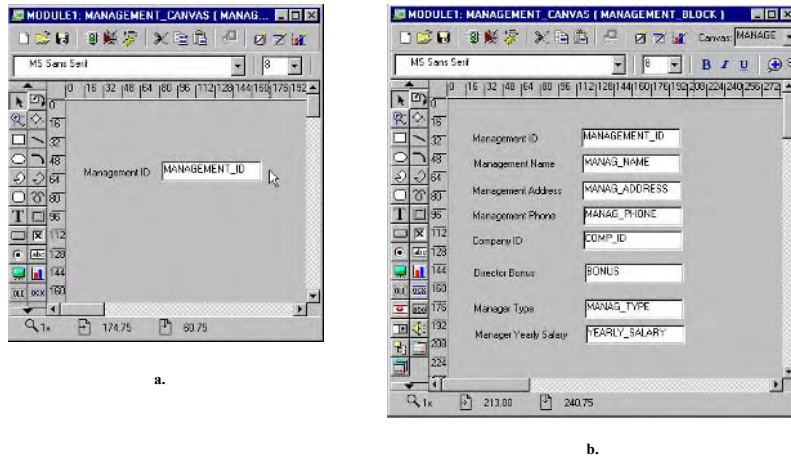 MODULE1: MANAGEMENT_CANVAS ( MANAG...
MS Sans Serif 8
0 16 32 48 64 80 96 112 128 144 160 176 192
0
16
32
48
64
80
96
112
128
144
160
Management ID MANAGEMENT_ID
OLE OCX
1x 174.75 60.75
a.
MODULE1: MANAGEMENT_CANVAS ( MANAGEMENT_BLOCK )
Canvas: MANAGE
MS Sans Serif 8 B I U
0 16 32 48 64 80 96 112 128 144 160 176 192 208 224 240 256 272
0
16
32
48
64
80
96
112
128
144
160
176
192
208
224
Management ID MANAGEMENT_ID
Management Name MANAG_NAME
Management Address MANAG_ADDRESS
Management Phone MANAG_PHONE
Company ID COMP_ID
Director Bonus BONUS
Manager Type MANAG_TYPE
Manager Yearly Salary YEARLY_SALARY
OLE OCX
1x 213.00 240.75
b.